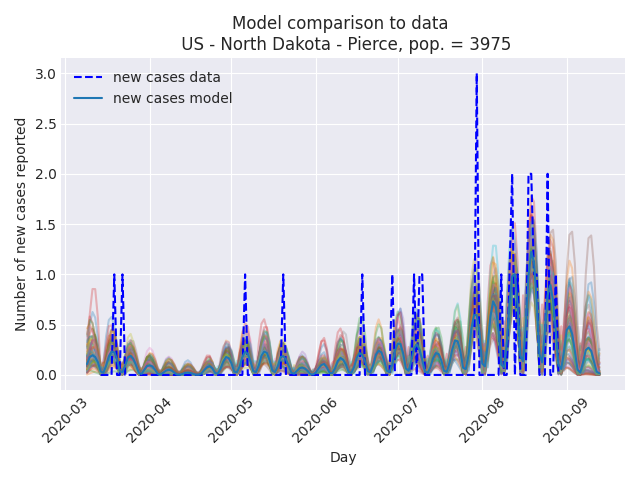 Model comparison to data
US - North Dakota - Pierce, pop. = 3975
new cases data
new cases model
Number of new cases reported
3.0
2.5
2.0
1.5
1.0
0.5
0.0
2020-03
2020-04
2020-05
2020-06
2020-07
2020-08
2020-09
Day